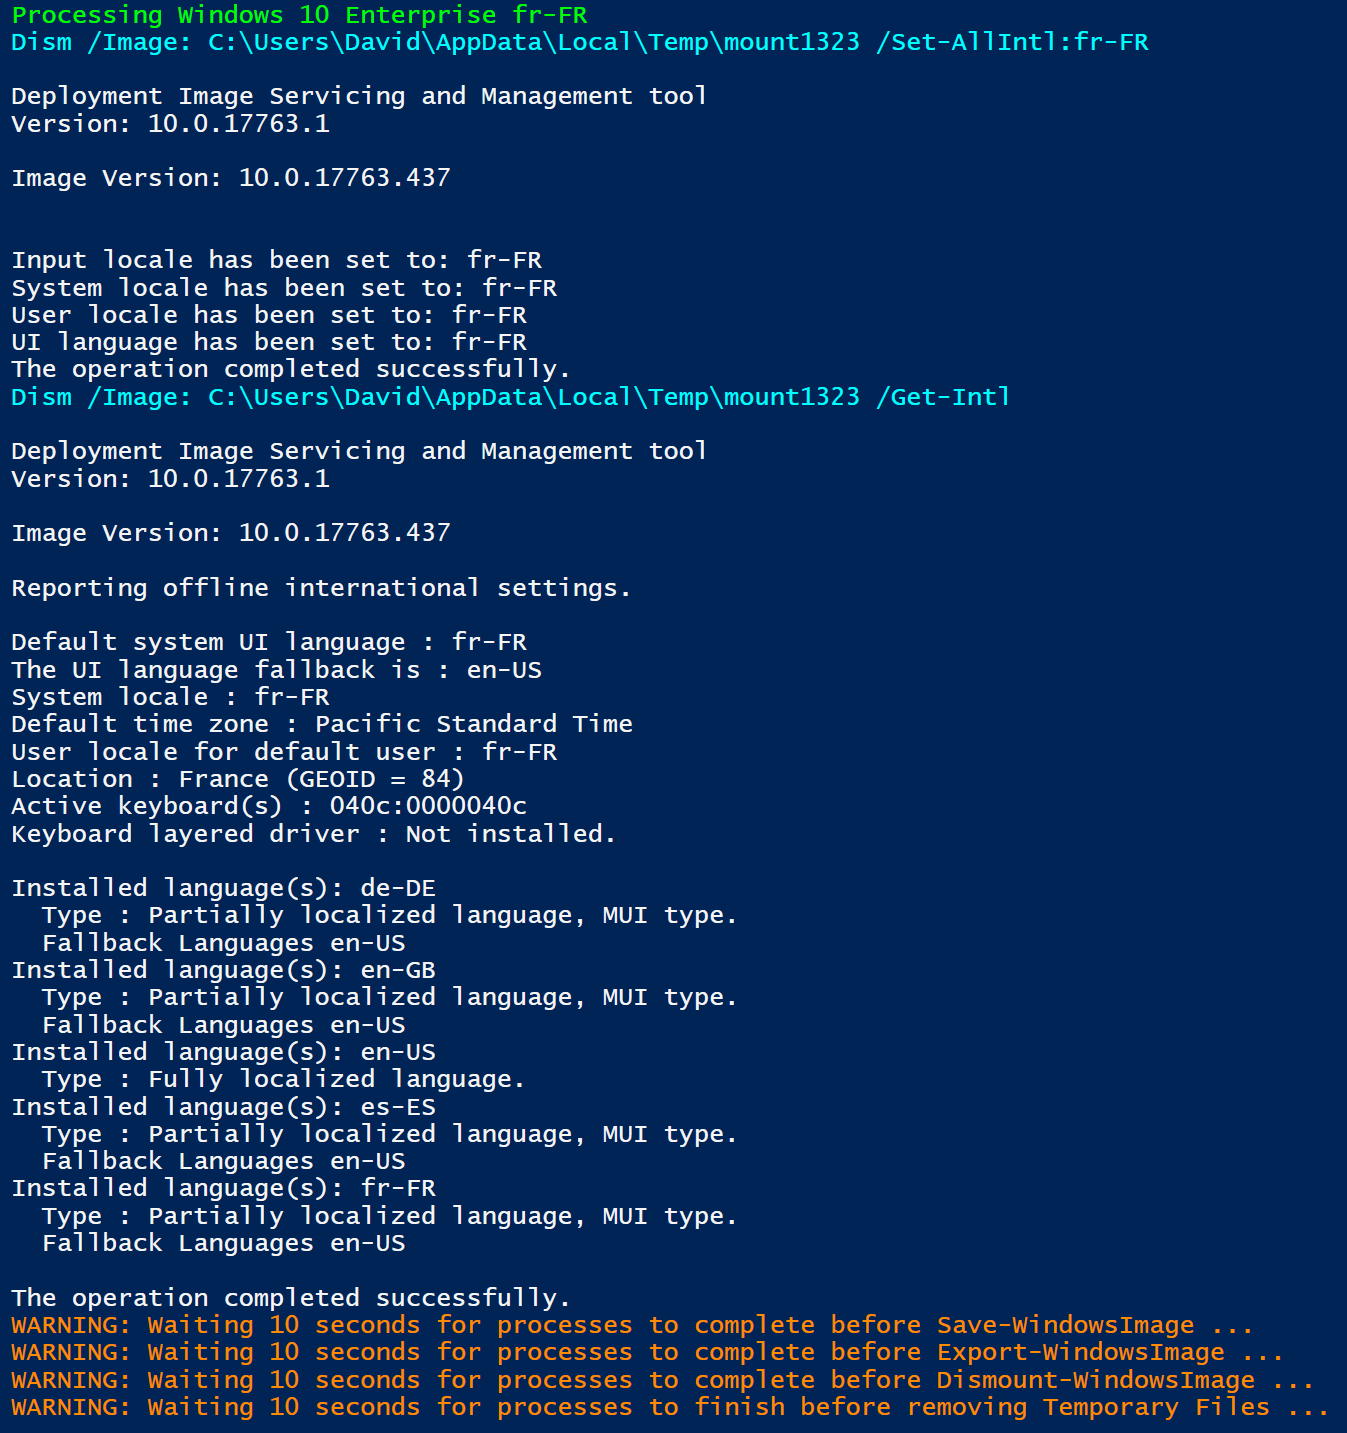 Processing Windows 10 Enterprise fr-FR
Dism /Image: C:\Users\David\AppData\Local\Temp\mount1323 /Set-AllIntl:fr-FR
Deployment Image Servicing and Management tool
Version: 10.0.17763.1
Image Version: 10.0.17763.437
Input locale has been set to: fr-FR
System locale has been set to: fr-FR
User locale has been set to: fr-FR
UI language has been set to: fr-FR
The operation completed successfully.
Dism /Image: C:\Users\David\AppData\Local\Temp\mount1323 /Get-Intl
Deployment Image Servicing and Management tool
Version: 10.0.17763.1
Image Version: 10.0.17763.437
Reporting offline international settings.
Default system UI language : fr-FR
The UI language fallback is : en-US
System locale : fr-FR
Default time zone : Pacific Standard Time
User locale for default user : fr-FR
Location : France (GEOID = 84)
Active keyboard(s) : 040c:0000040c
Keyboard layered driver : Not installed.
Installed language(s): de-DE
  Type : Partially localized language, MUI type.
  Fallback Languages en-US
Installed language(s): en-GB
  Type : Partially localized language, MUI type.
  Fallback Languages en-US
Installed language(s): en-US
  Type : Fully localized language.
Installed language(s): es-ES
  Type : Partially localized language, MUI type.
  Fallback Languages en-US
Installed language(s): fr-FR
  Type : Partially localized language, MUI type.
  Fallback Languages en-US
The operation completed successfully.
WARNING: Waiting 10 seconds for processes to complete before Save-WindowsImage ...
WARNING: Waiting 10 seconds for processes to complete before Export-WindowsImage ...
WARNING: Waiting 10 seconds for processes to complete before Dismount-WindowsImage ...
WARNING: Waiting 10 seconds for processes to finish before removing Temporary Files ...